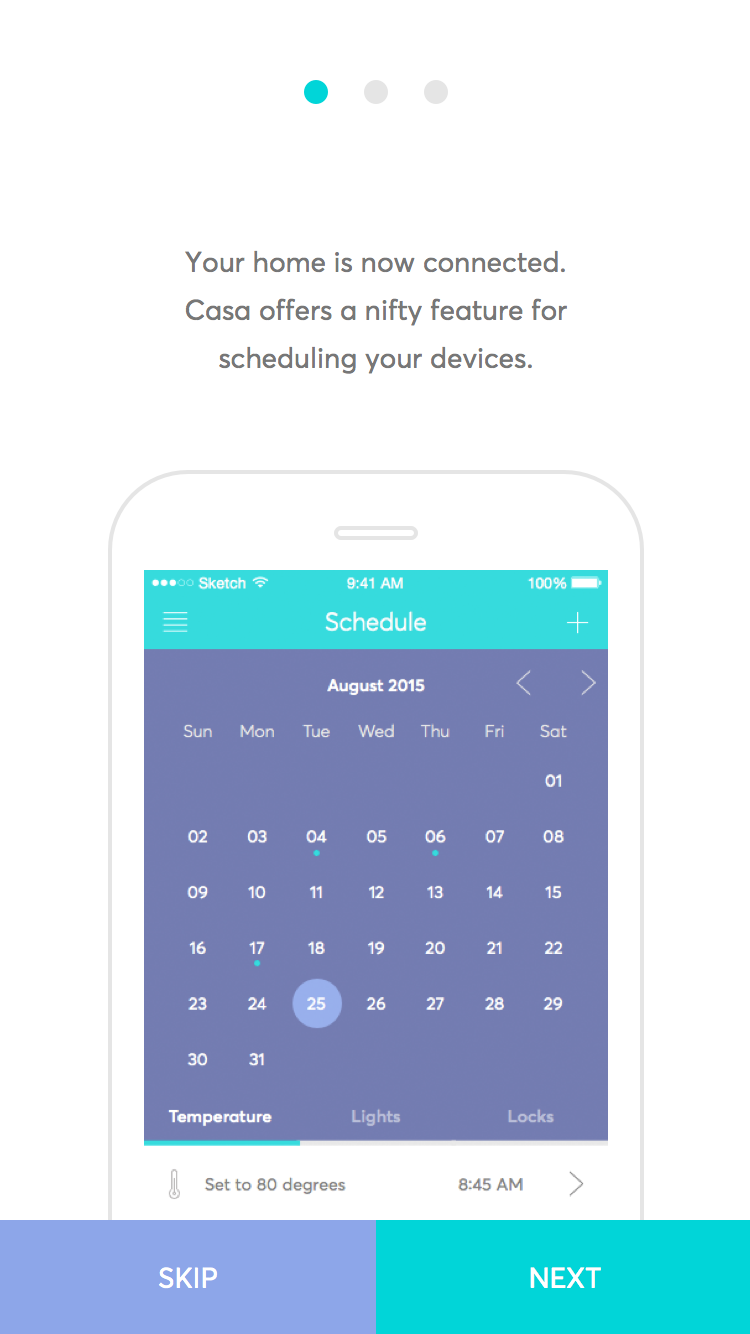 Your home is now connected.
Casa offers a nifty feature for
scheduling your devices.
Sketch 9:41 AM 100%
Schedule
August 2015
Sun Mon Tue Wed Thu Fri Sat
01
02 03 04 05 06 07 08
09 10 11 12 13 14 15
16 17 18 19 20 21 22
23 24 25 26 27 28 29
30 31
Temperature Lights Locks
Set to 80 degrees 8:45 AM
SKIP NEXT